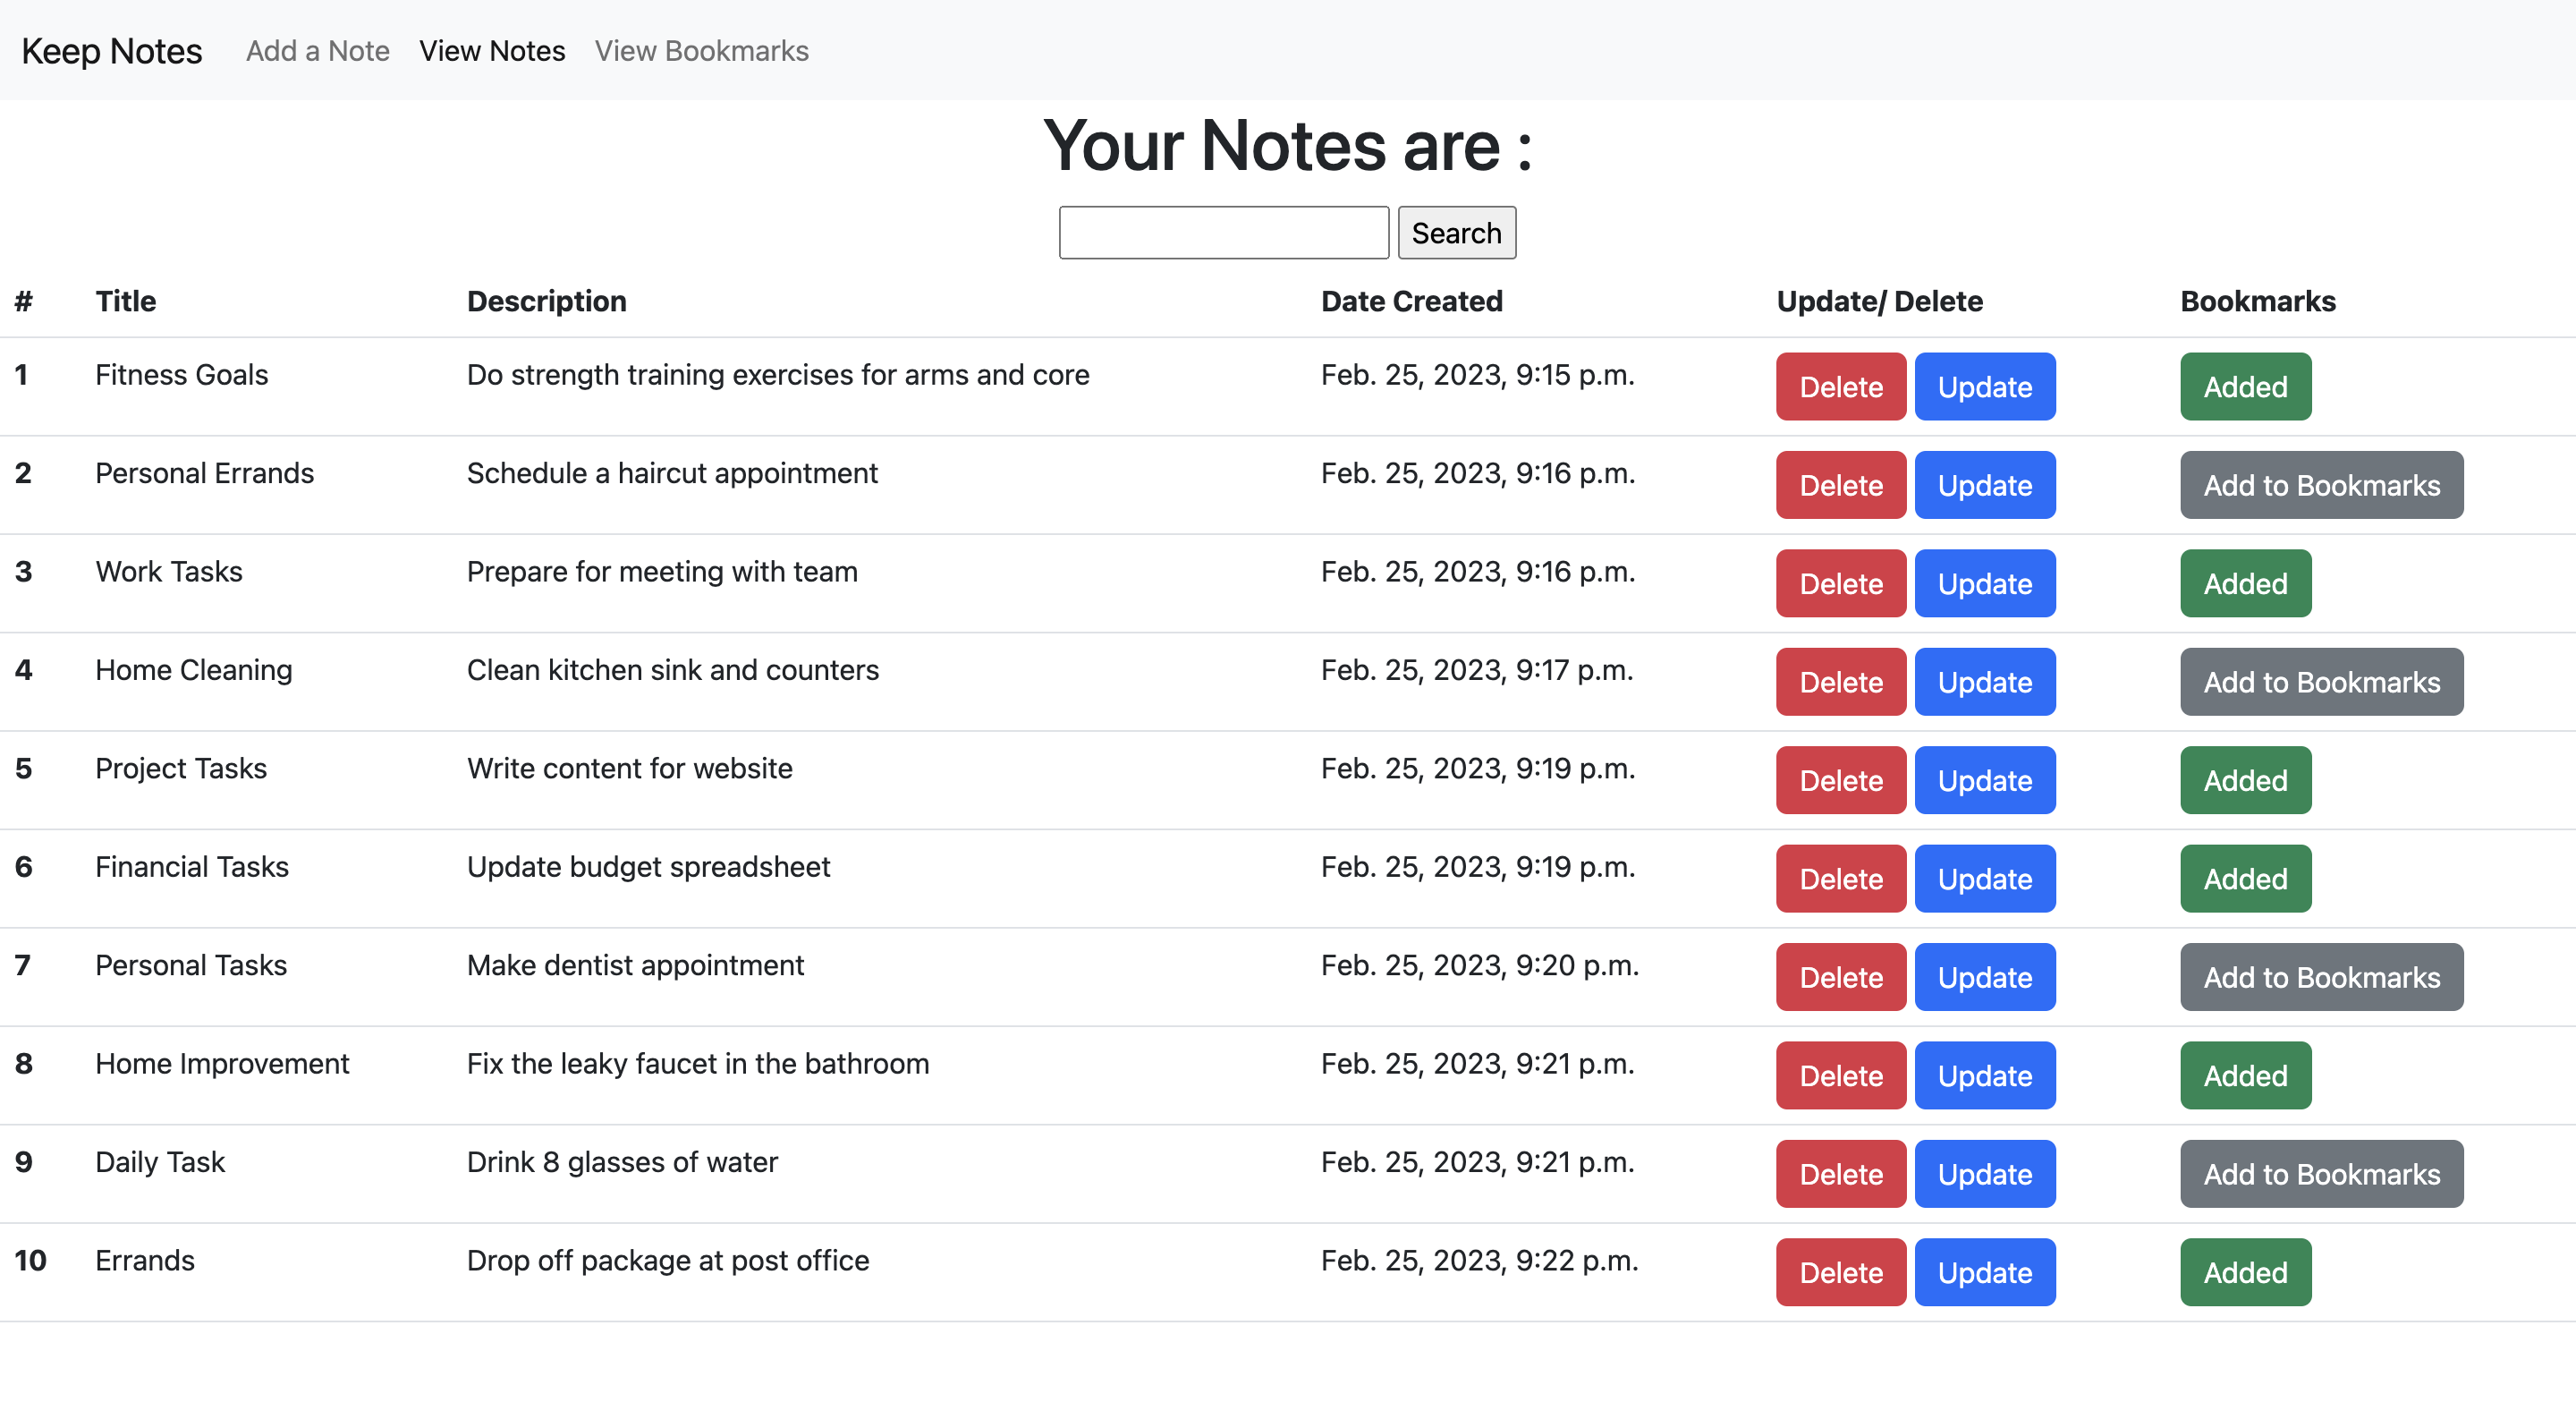 Keep Notes Add a Note View Notes View Bookmarks
Your Notes are :
Search
# Title Description Date Created Update/ Delete Bookmarks
1 Fitness Goals Do strength training exercises for arms and core Feb. 25, 2023, 9:15 p.m. Delete Update Added
2 Personal Errands Schedule a haircut appointment Feb. 25, 2023, 9:16 p.m. Delete Update Add to Bookmarks
3 Work Tasks Prepare for meeting with team Feb. 25, 2023, 9:16 p.m. Delete Update Added
4 Home Cleaning Clean kitchen sink and counters Feb. 25, 2023, 9:17 p.m. Delete Update Add to Bookmarks
5 Project Tasks Write content for website Feb. 25, 2023, 9:19 p.m. Delete Update Added
6 Financial Tasks Update budget spreadsheet Feb. 25, 2023, 9:19 p.m. Delete Update Added
7 Personal Tasks Make dentist appointment Feb. 25, 2023, 9:20 p.m. Delete Update Add to Bookmarks
8 Home Improvement Fix the leaky faucet in the bathroom Feb. 25, 2023, 9:21 p.m. Delete Update Added
9 Daily Task Drink 8 glasses of water Feb. 25, 2023, 9:21 p.m. Delete Update Add to Bookmarks
10 Errands Drop off package at post office Feb. 25, 2023, 9:22 p.m. Delete Update Added